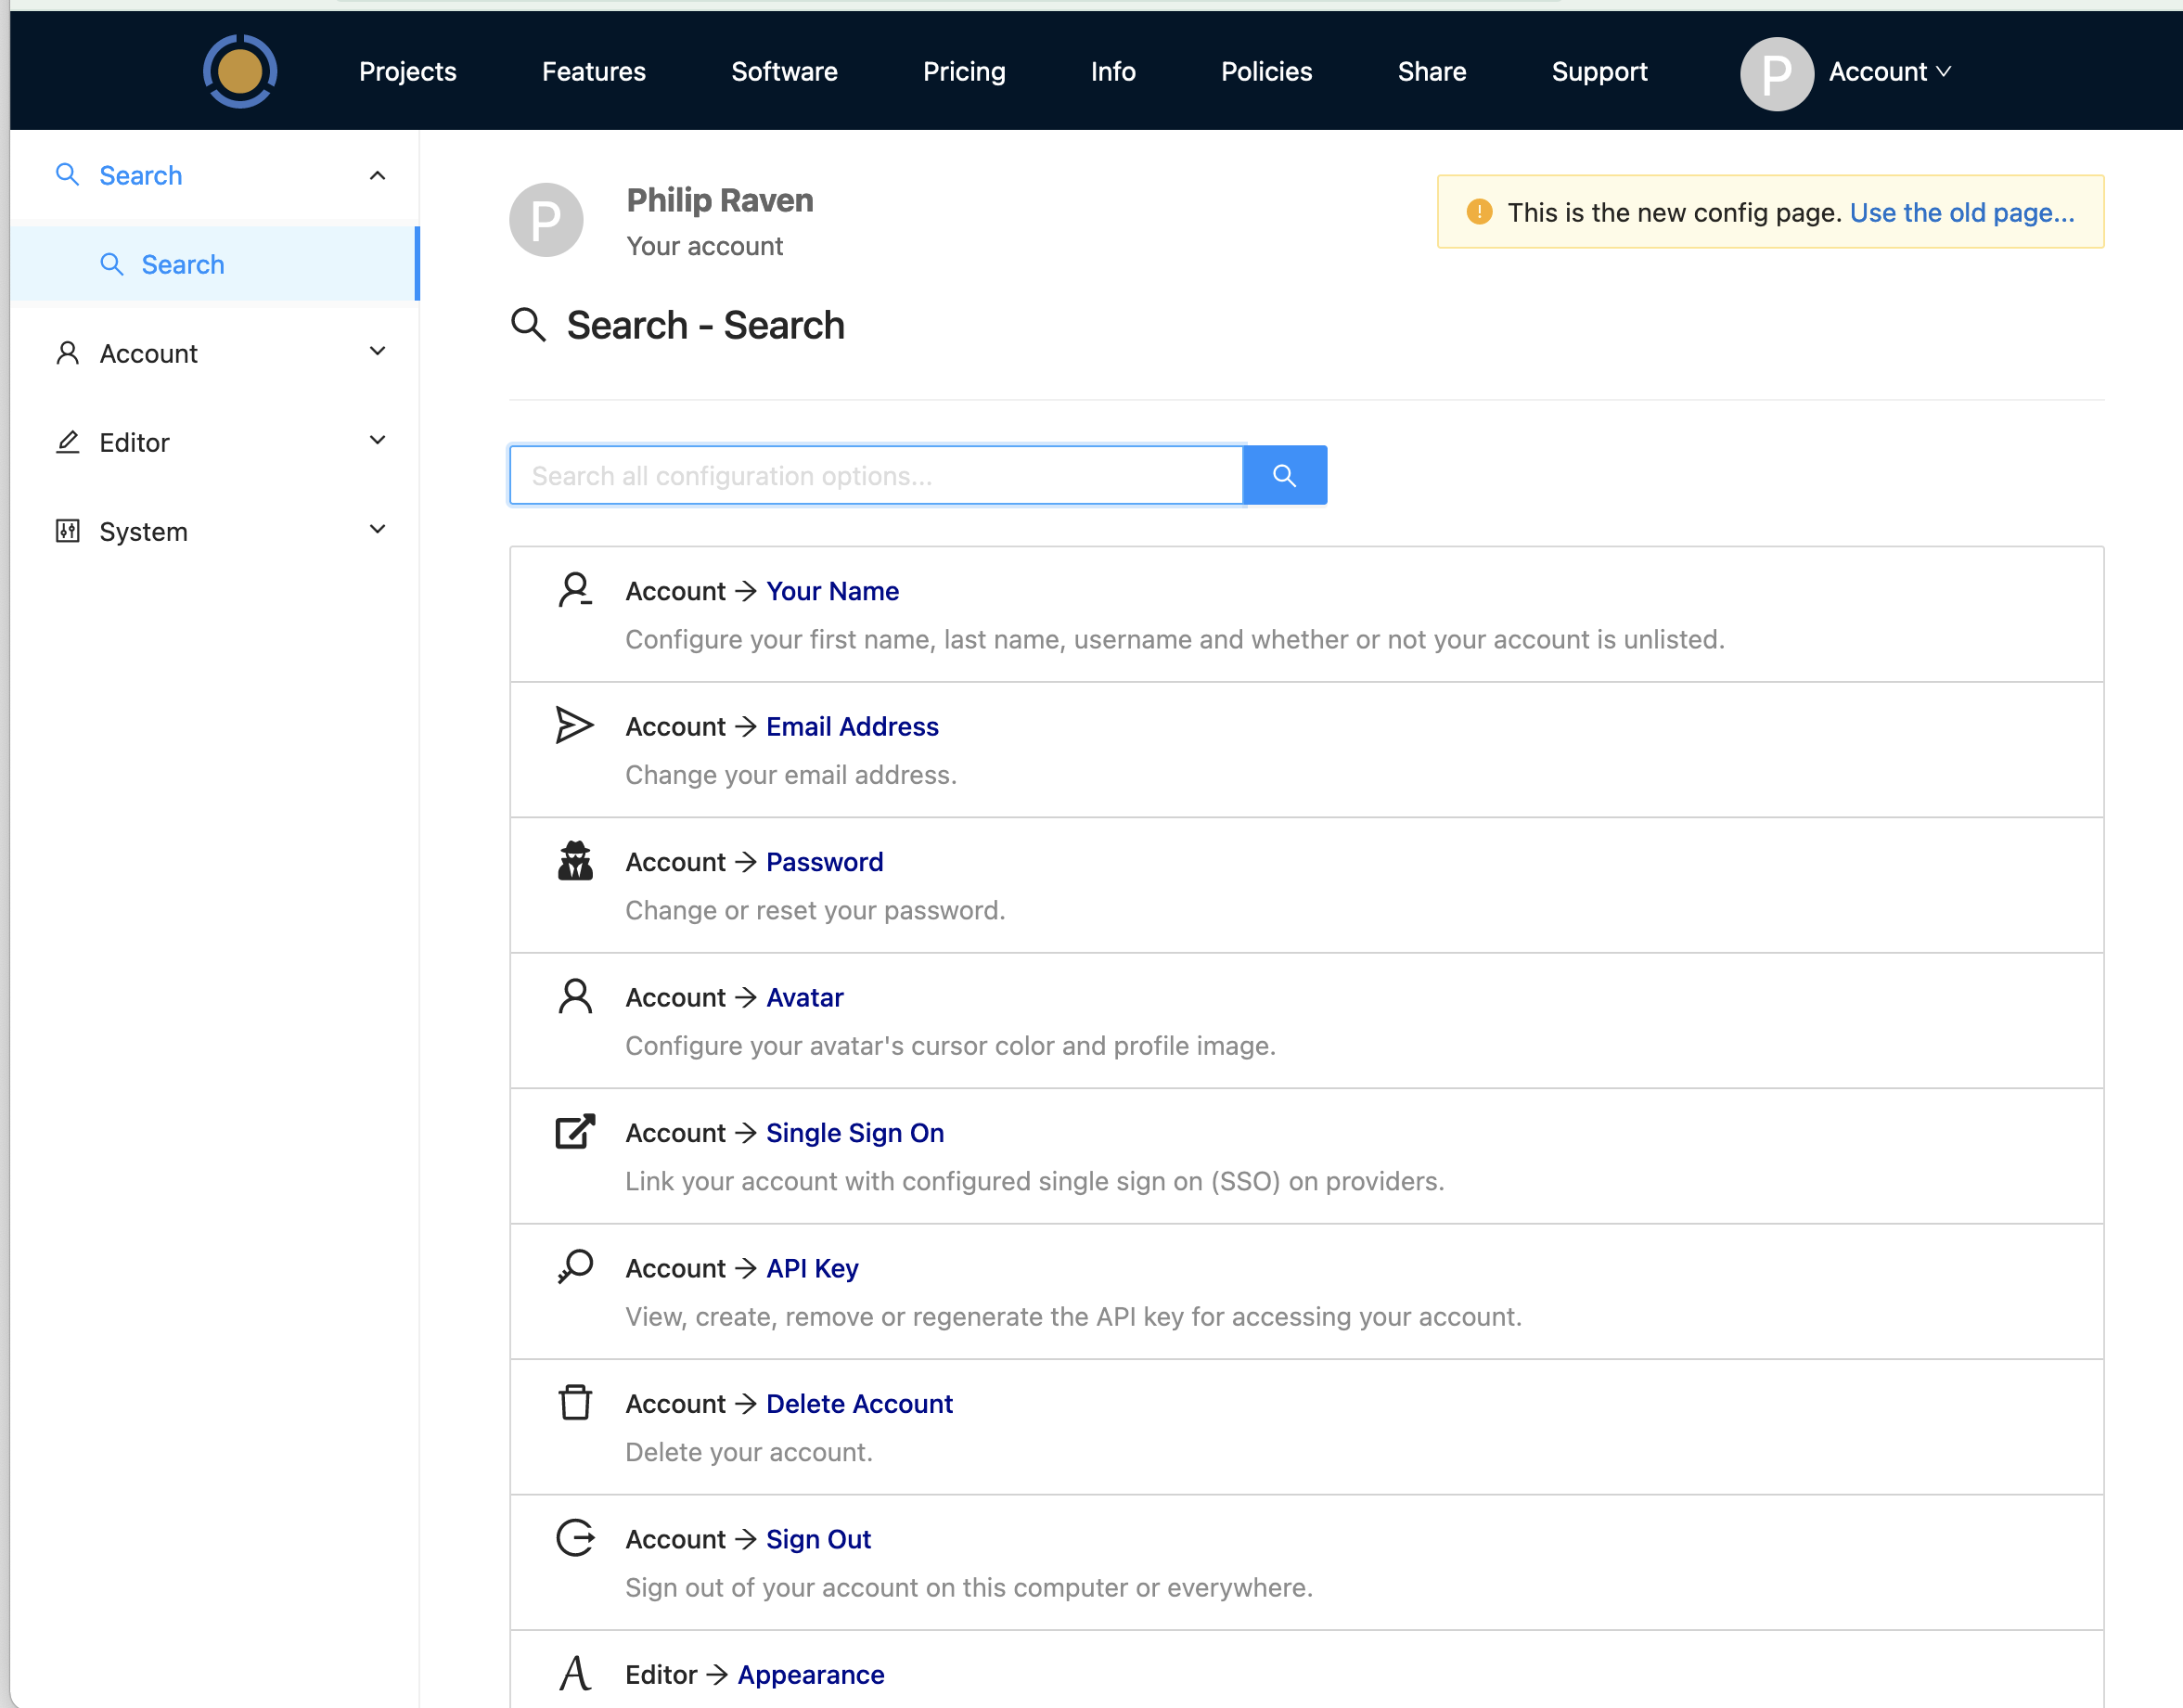 Projects Features Software Pricing Info Policies Share Support P Account
Search
Search
Account
Editor
System
P
Philip Raven
Your account
This is the new config page. Use the old page...
Search - Search
Search all configuration options...
Account → Your Name
Configure your first name, last name, username and whether or not your account is unlisted.
Account → Email Address
Change your email address.
Account → Password
Change or reset your password.
Account → Avatar
Configure your avatar's cursor color and profile image.
Account → Single Sign On
Link your account with configured single sign on (SSO) on providers.
Account → API Key
View, create, remove or regenerate the API key for accessing your account.
Account → Delete Account
Delete your account.
Account → Sign Out
Sign out of your account on this computer or everywhere.
Editor → Appearance